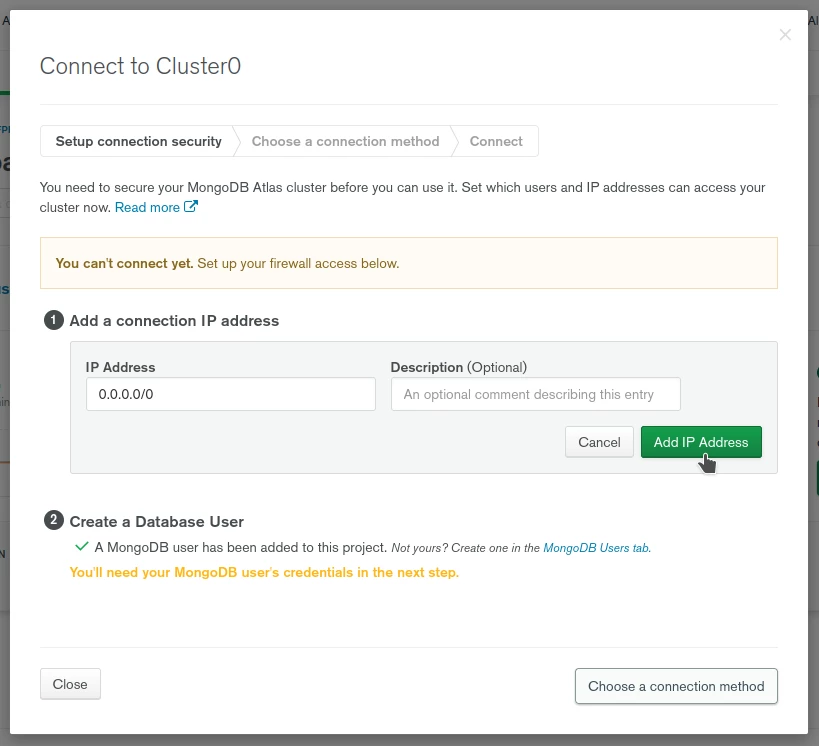 Connect to Cluster0
Setup connection security
Choose a connection method
Connect
You need to secure your MongoDB Atlas cluster before you can use it. Set which users and IP addresses can access your
cluster now. Read more
You can't connect yet. Set up your firewall access below.
1 Add a connection IP address
IP Address
Description (Optional)
0.0.0.0/0
An optional comment describing this entry
Cancel
Add IP Address
2 Create a Database User
A MongoDB user has been added to this project. Not yours? Create one in the MongoDB Users tab.
You'll need your MongoDB user's credentials in the next step.
Close
Choose a connection method